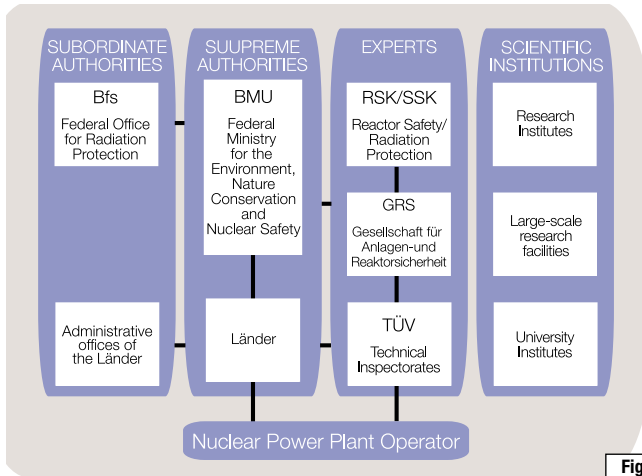 SUBORDINATE
AUTHORITIES
Bfs
Federal Office
for Radiation
Protection
Administrative
offices of
the Länder
SUUPREME
AUTHORITIES
BMU
Federal
Ministry
for the
Environment,
Nature
Conservation
and
Nuclear Safety
Länder
EXPERTS
RSK/SSK
Reactor Safety/
Radiation
Protection
GRS
Gesellschaft für
Anlagen-und
Reaktorsicherheit
TÜV
Technical
Inspectorates
SCIENTIFIC
INSTITUTIONS
Research
Institutes
Large-scale
research
facilities
University
Institutes
Nuclear Power Plant Operator
Fig